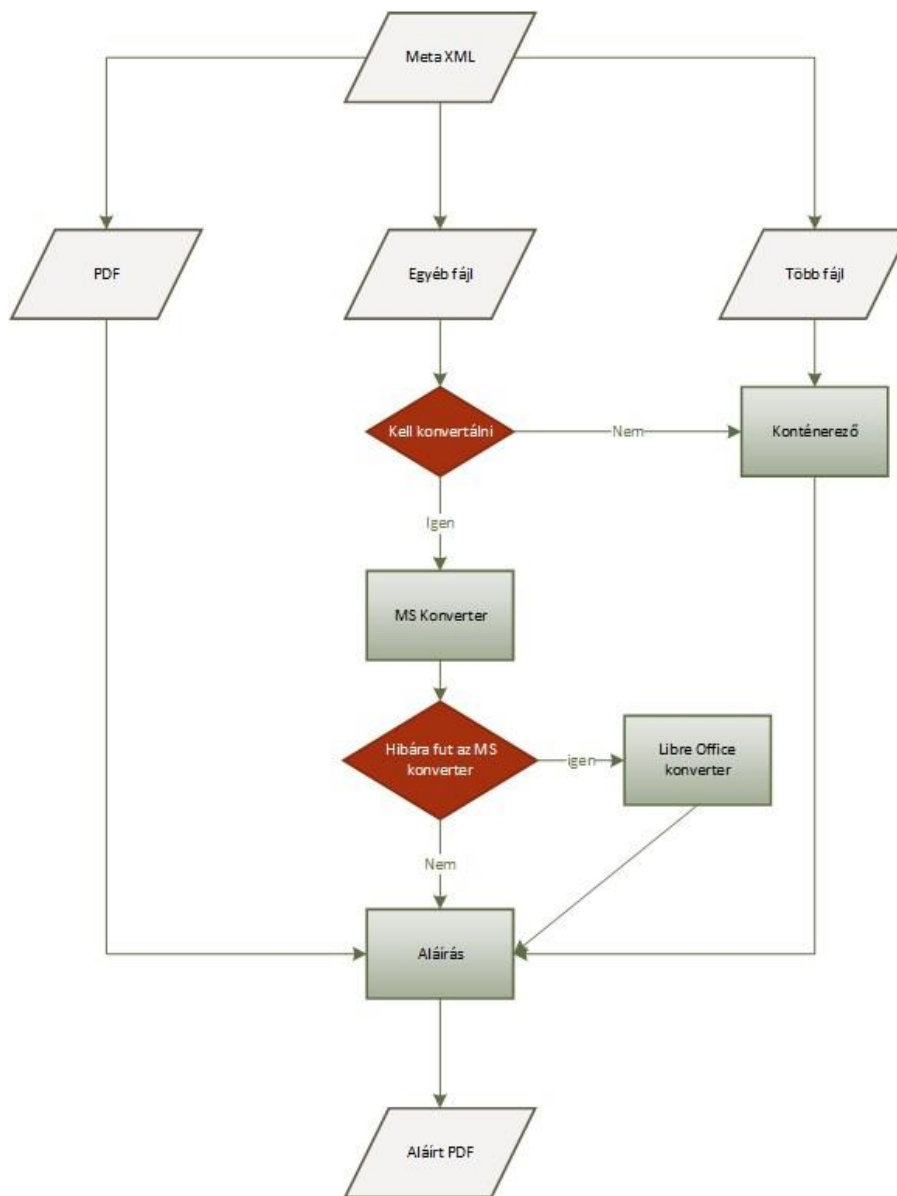 Meta XML
PDF
Egyéb fájl
Több fájl
Kell konvertálni
Nem
Konténerező
Igen
MS Konverter
Hibára fut az MS
konverter
igen
Libre Office
konverter
Nem
Aláírás
Aláírt PDF